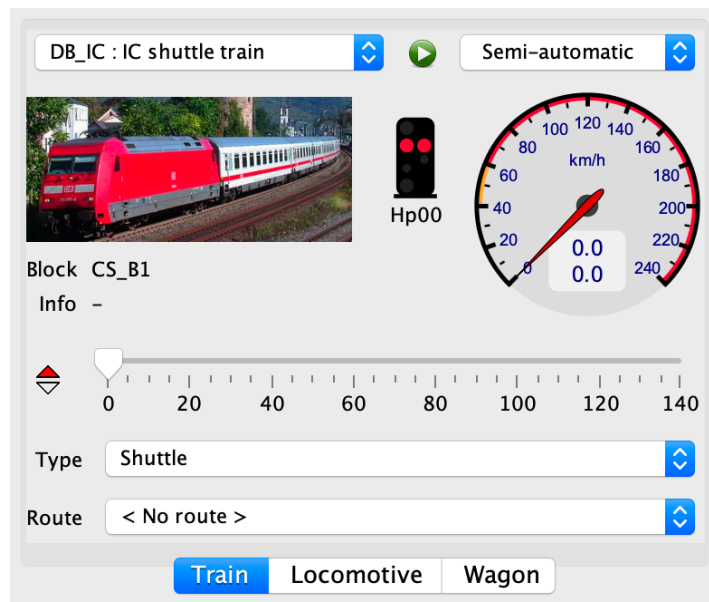 DB_IC : IC shuttle train
Semi-automatic
Hp00
0 20 40 60 80 100 120 140 160 180 200 220 240
km/h
0.0
0.0
Block CS_B1
Info –
0 20 40 60 80 100 120 140
Type Shuttle
Route < No route >
Train Locomotive Wagon